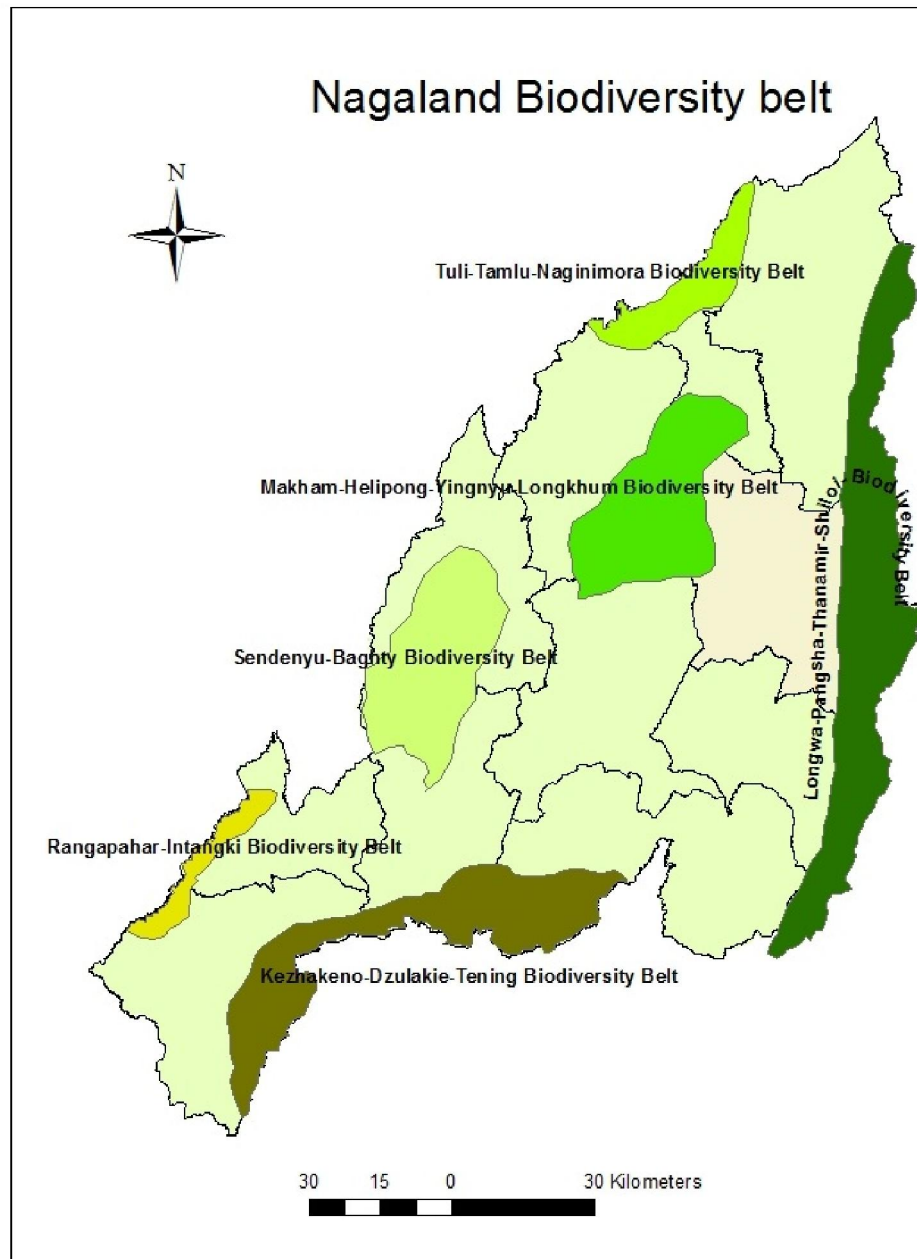 Nagaland Biodiversity belt
N
Tuli-Tamlu-Naginimora Biodiversity Belt
Makham-Helipong-Yingnyu-Longkhum Biodiversity Belt
Longwa-Pangsha-Thanamir-Shiloi- Biodiversity Belt
Sendenyu-Baghty Biodiversity Belt
Rangapahar-Intangki Biodiversity Belt
Kezhakeno-Dzulakie-Tening Biodiversity Belt
30 15 0 30 Kilometers